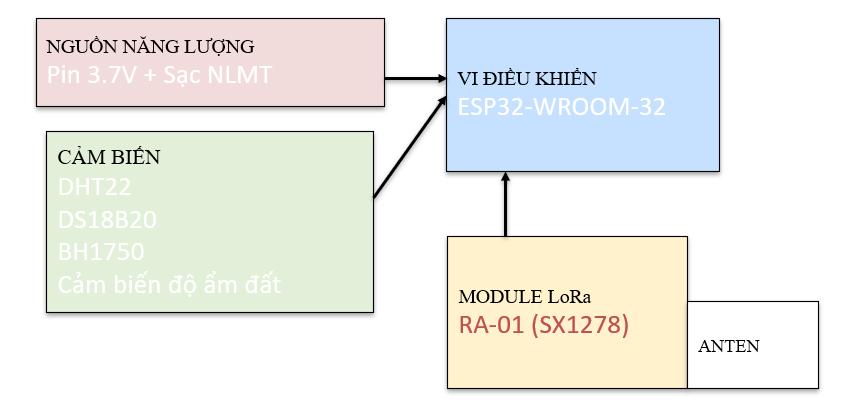 NGUỒN NĂNG LƯỢNG
Pin 3.7V + Sạc NLMT
VI ĐIỀU KHIỂN
ESP32-WROOM-32
CẢM BIẾN
DHT22
DS18B20
BH1750
Cảm biến độ ẩm đất
MODULE LoRa
RA-01 (SX1278)
ANTEN